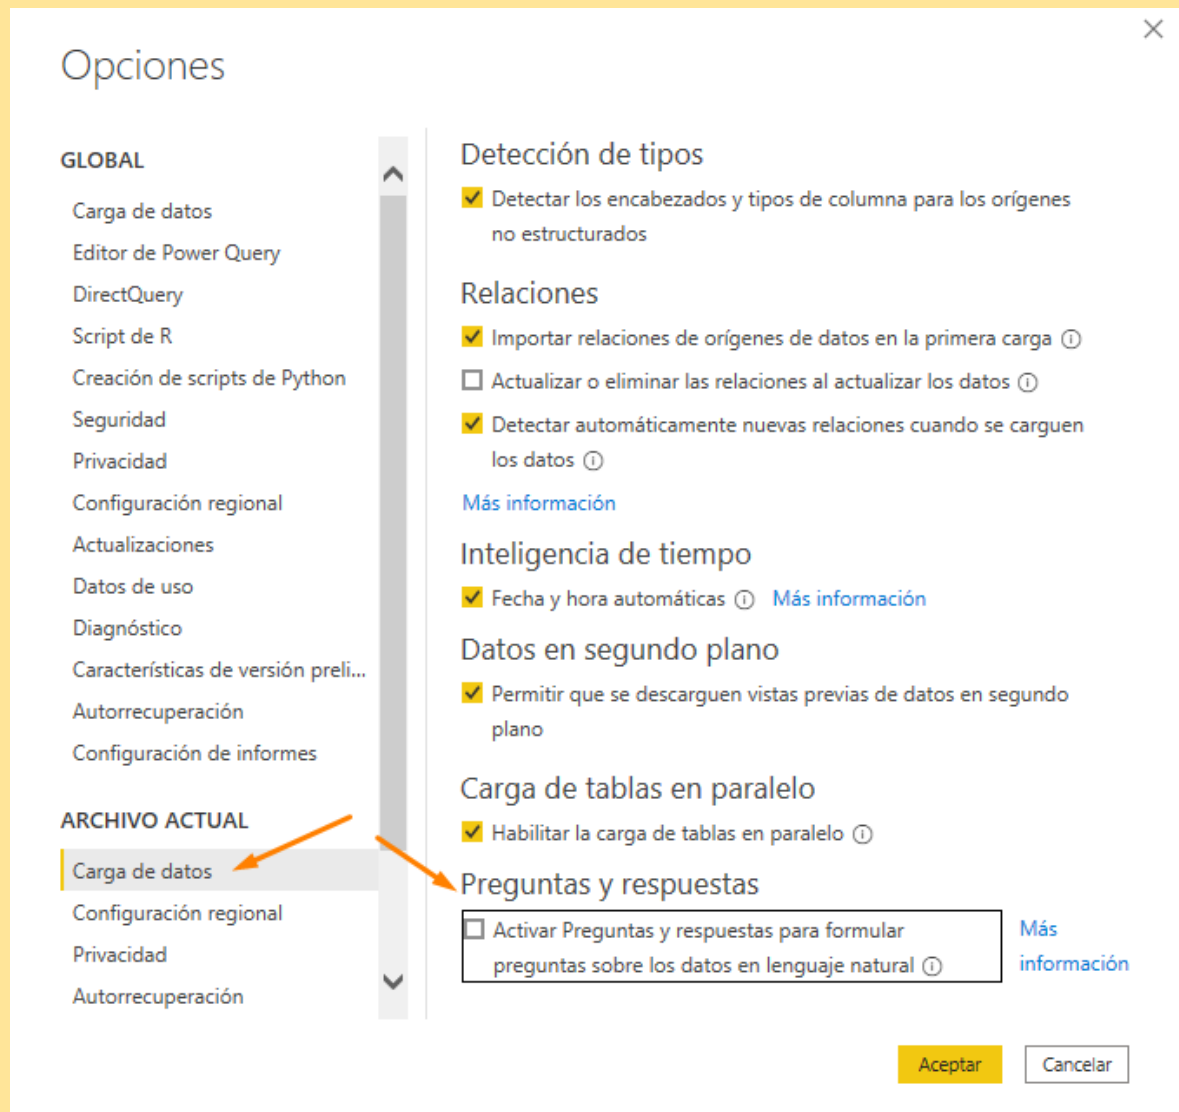 Opciones
GLOBAL
Carga de datos
Editor de Power Query
DirectQuery
Script de R
Creación de scripts de Python
Seguridad
Privacidad
Configuración regional
Actualizaciones
Datos de uso
Diagnóstico
Características de versión preli...
Autorrecuperación
Configuración de informes
ARCHIVO ACTUAL
Carga de datos
Configuración regional
Privacidad
Autorrecuperación
Detección de tipos
Detectar los encabezados y tipos de columna para los orígenes
no estructurados
Relaciones
Importar relaciones de orígenes de datos en la primera carga
Actualizar o eliminar las relaciones al actualizar los datos
Detectar automáticamente nuevas relaciones cuando se carguen
los datos
Más información
Inteligencia de tiempo
Fecha y hora automáticas Más información
Datos en segundo plano
Permitir que se descarguen vistas previas de datos en segundo
plano
Carga de tablas en paralelo
Habilitar la carga de tablas en paralelo
Preguntas y respuestas
Activar Preguntas y respuestas para formular
preguntas sobre los datos en lenguaje natural
Más
información
Aceptar
Cancelar